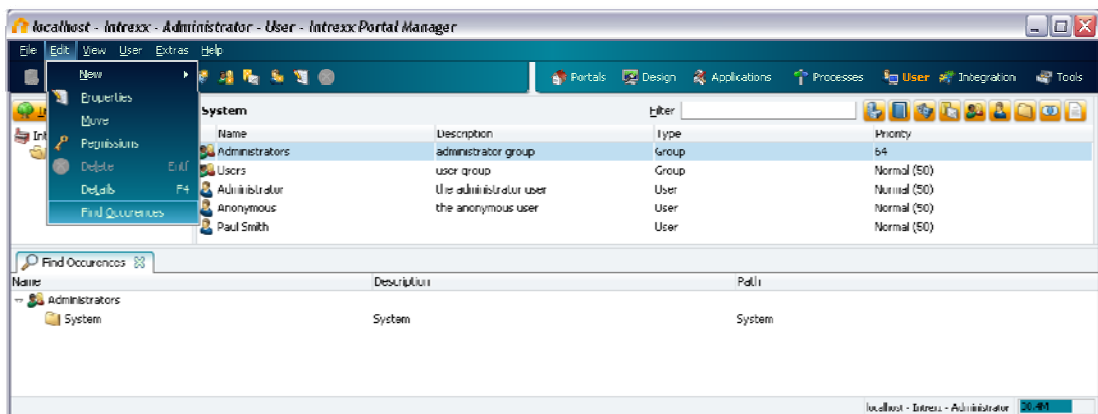 localhost - Intrexx - Administrator - User - Intrexx Portal Manager
File Edit View User Extras Help
Portals Design Applications Processes User Integration Tools
New
Properties
Move
Permissions
Delete Entf
Details F4
Find Occurences
System Filter
Name Description Type Priority
Administrators administrator group Group 64
Users user group Group Normal (50)
Administrator the administrator user User Normal (50)
Anonymous the anonymous user User Normal (50)
Paul Smith User Normal (50)
Find Occurences
Name Description Path
Administrators
System System System
localhost - Intrexx - Administrator